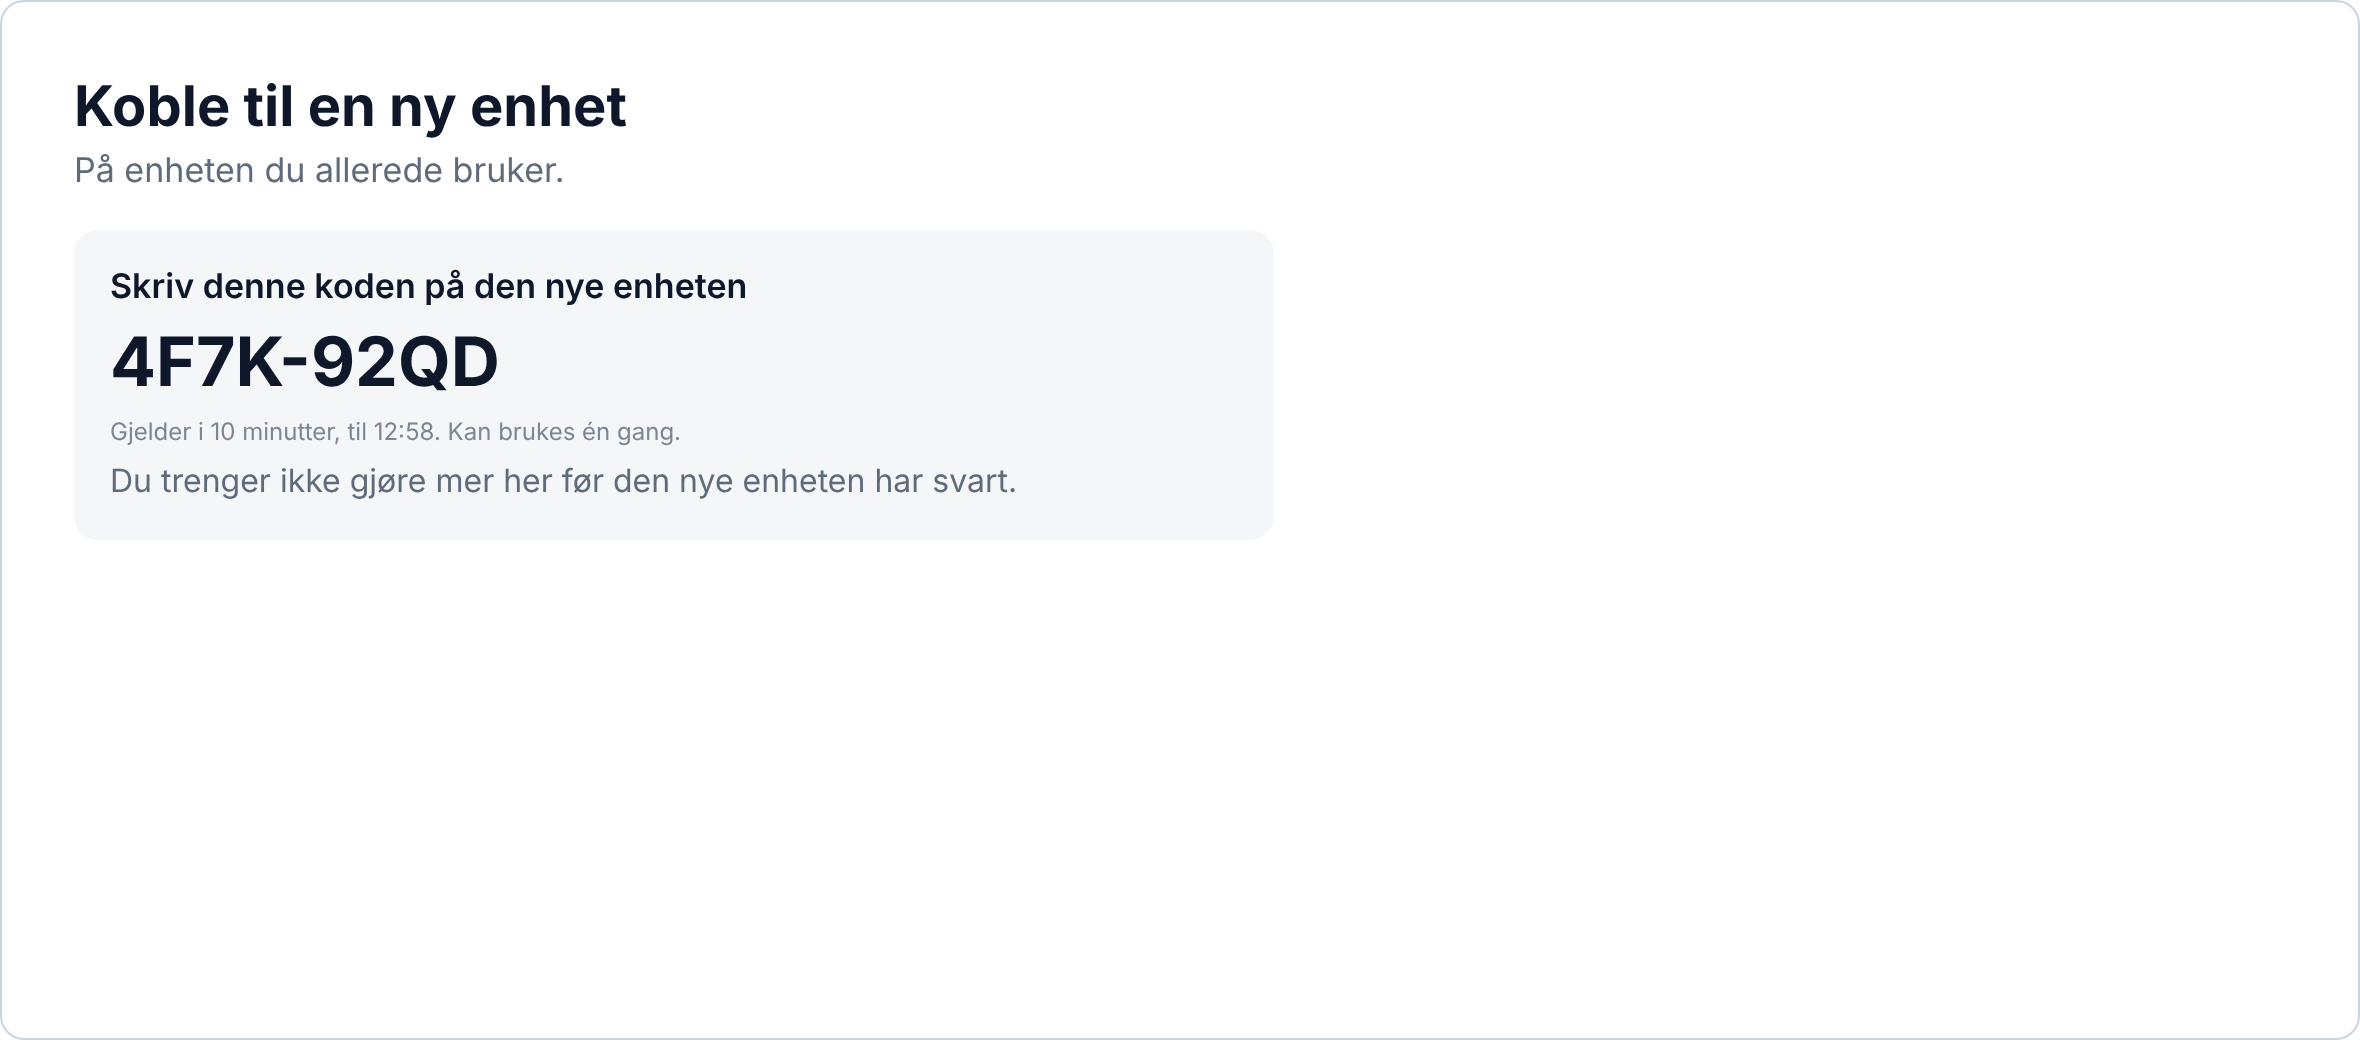 Koble til en ny enhet
På enheten du allerede bruker.
Skriv denne koden på den nye enheten
4F7K-92QD
Gjelder i 10 minutter, til 12:58. Kan brukes én gang.
Du trenger ikke gjøre mer her før den nye enheten har svart.